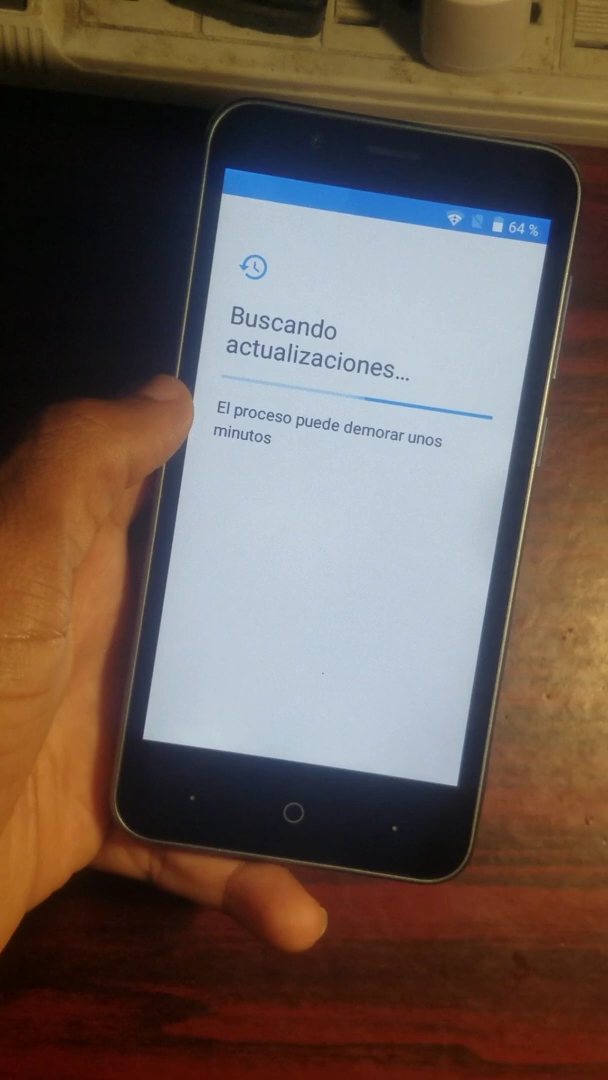 64 %
Buscando
actualizaciones...
El proceso puede demorar unos
minutos